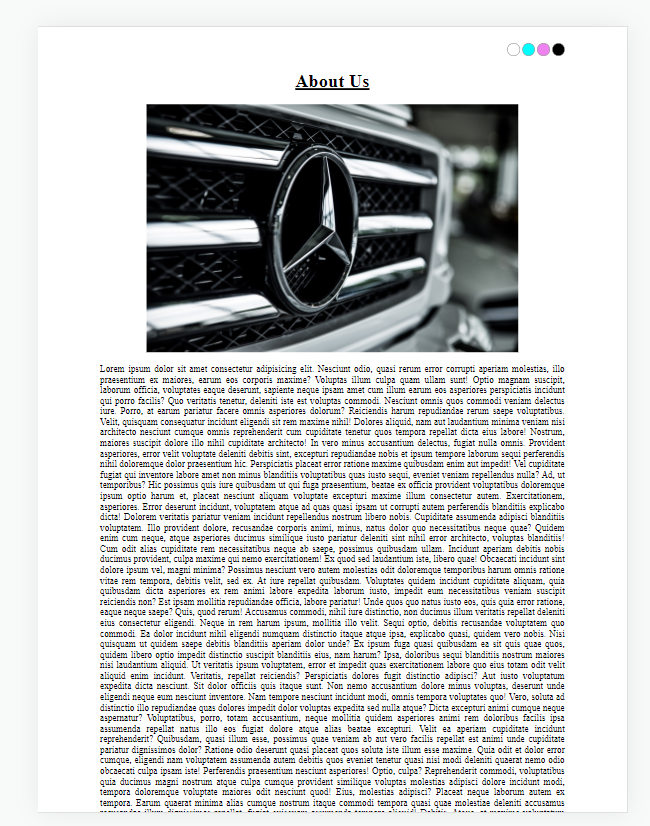 About Us
Lorem ipsum dolor sit amet consectetur adipisicing elit. Nesciunt odio, quasi rerum error corrupti aperiam molestias, illo
praesentium ex maiores, earum eos corporis maxime? Voluptas illum culpa quam ullam sunt! Optio magnam suscipit,
laborum officia, voluptates eaque deserunt, sapiente neque ipsam amet cum illum earum eos asperiores perspiciatis incidunt
qui porro facilis? Quo veritatis tenetur, deleniti iste est voluptas commodi. Nesciunt omnis quos commodi veniam delectus
iure. Porro, at earum pariatur facere omnis asperiores dolorum? Reiciendis harum repudiandae rerum saepe voluptatibus.
Velit, quisquam consequatur incidunt eligendi sit rem maxime nihil! Dolores aliquid, nam aut laudantium minima veniam nisi
architecto nesciunt cumque omnis reprehenderit cum cupiditate tenetur quos tempora repellat dicta eius labore! Nostrum,
maiores suscipit dolore illo nihil cupiditate architecto! In vero minus accusantium delectus, fugiat nulla omnis. Provident
asperiores, error velit voluptate deleniti debitis sint, excepturi repudiandae nobis et ipsum tempore laborum sequi perferendis
nihil doloremque dolor praesentium hic. Perspiciatis placeat error ratione maxime quibusdam enim aut impedit! Vel cupiditate
fugiat qui inventore labore amet non minus blanditiis voluptatibus quas iusto sequi, eveniet veniam repellendus nulla? Ad, ut
temporibus? Hic possimus quis iure quibusdam ut qui fuga praesentium, beatae ex officia provident voluptatibus doloremque
ipsum optio harum et, placeat nesciunt aliquam voluptate excepturi maxime consectetur autem. Exercitationem,
asperiores. Error deserunt incidunt, voluptatem atque ad quas quasi ipsam ut corrupti autem perferendis blanditiis explicabo
dicta! Dolorem veritatis pariatur veniam incidunt repellendus nostrum libero nobis. Cupiditate assumenda adipisci blanditiis
voluptatem. Illo provident dolore, recusandae corporis animi, minus, natus dolor quo necessitatibus neque quae? Quidem
enim cum neque, atque asperiores ducimus similique iusto pariatur deleniti sint nihil error architecto, voluptas blanditiis!
Cum odit alias cupiditate rem necessitatibus neque ab saepe, possimus quibusdam ullam. Incidunt aperiam debitis nobis
ducimus provident, culpa maxime qui nemo exercitationem! Ex quod sed laudantium iste, libero quae! Obcaecati incidunt sint
dolore ipsum vel, magni minima? Possimus nesciunt vero autem molestias odit doloremque temporibus harum omnis ratione
vitae rem tempora, debitis velit, sed ex. At iure repellat quibusdam. Voluptates quidem incidunt cupiditate aliquam, quia
quibusdam dicta asperiores ex rem animi labore expedita laborum iusto, impedit eum necessitatibus veniam suscipit
reiciendis non? Est ipsam mollitia repudiandae officia, labore pariatur! Unde quos quo natus iusto eos, quis quia error ratione,
eaque neque saepe? Quis, quod rerum! Accusamus commodi, nihil iure distinctio, non ducimus illum veritatis repellat deleniti
eius consectetur eligendi. Neque in rem harum ipsum, mollitia illo velit. Sequi optio, debitis recusandae voluptatem quo
commodi. Ea dolor incidunt nihil eligendi numquam distinctio itaque atque ipsa, explicabo quasi, quidem vero nobis. Nisi
quisquam ut quidem saepe debitis blanditiis aperiam dolor unde? Ex ipsum fuga quasi quibusdam ea sit quis quae quos,
quidem libero optio impedit distinctio suscipit blanditiis eius, nam harum? Ipsa, doloribus sequi blanditiis nostrum maiores
nisi laudantium aliquid. Ut veritatis ipsum voluptatem, error et impedit quas exercitationem labore quo eius totam odit velit
aliquid enim incidunt. Veritatis, repellat reiciendis? Perspiciatis dolores fugit distinctio adipisci? Aut iusto voluptatum
expedita dicta nesciunt. Sit dolor officiis quis itaque sunt. Non nemo accusantium dolore minus voluptas, deserunt unde
eligendi neque eum nesciunt inventore. Nam tempore nesciunt incidunt modi, omnis tempora voluptates quo! Vero, soluta ad
distinctio illo repudiandae quas dolores impedit dolor voluptas expedita sed nulla atque? Dicta excepturi animi cumque neque
aspernatur? Voluptatibus, porro, totam accusantium, neque mollitia quidem asperiores animi rem doloribus facilis ipsa
assumenda repellat natus illo eos fugiat dolore atque alias beatae excepturi. Velit ea aperiam cupiditate incidunt
reprehenderit? Quibusdam, quasi illum esse, possimus quae veniam ab aut vero facilis repellat est animi unde cupiditate
pariatur dignissimos dolor? Ratione odio deserunt quasi placeat quos soluta iste illum esse maxime. Quia odit et dolor error
cumque, eligendi nam voluptatem assumenda autem debitis quos eveniet tenetur quasi nisi modi deleniti quaerat nemo odio
obcaecati culpa ipsam iste! Perferendis praesentium nesciunt asperiores! Optio, culpa? Reprehenderit commodi, voluptatibus
quia ducimus magni nostrum atque culpa cumque provident similique voluptas molestias adipisci dolore incidunt modi,
tempora doloremque voluptate maiores odit nesciunt quod! Eius, molestias adipisci? Placeat neque laborum autem ex
tempora. Earum quaerat minima alias cumque nostrum itaque commodi tempora quasi quae molestiae deleniti accusamus